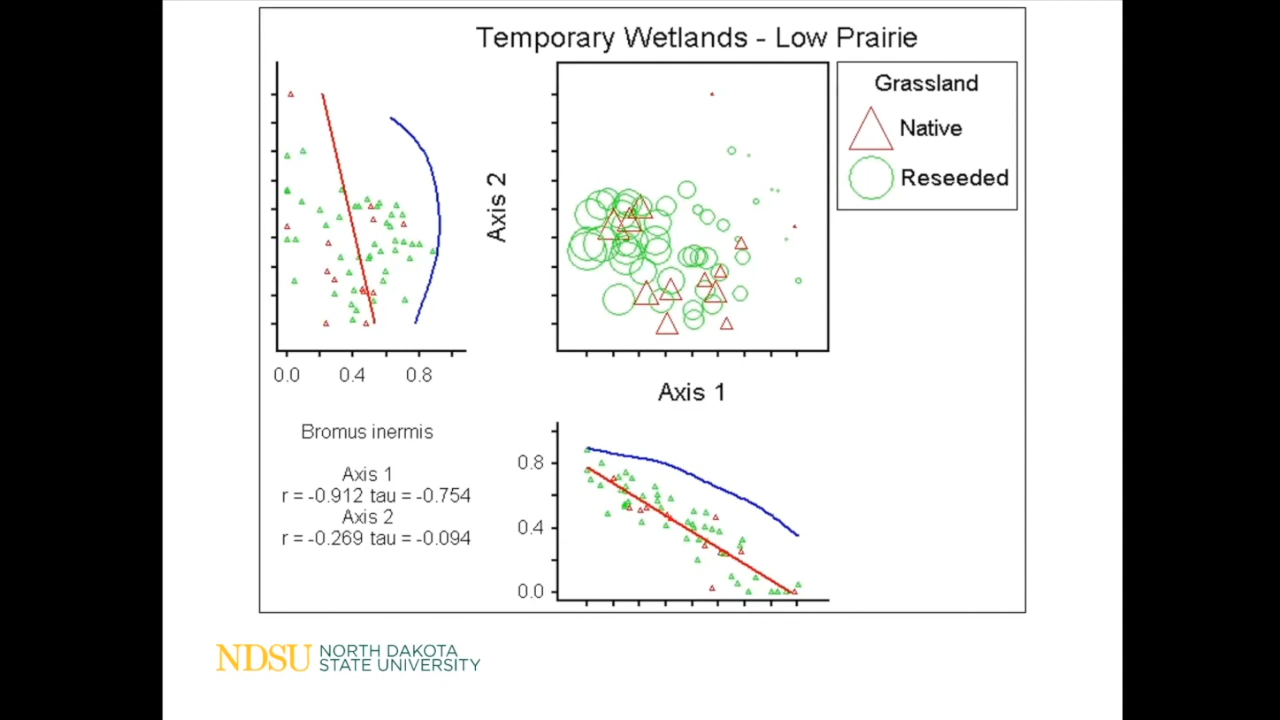 Temporary Wetlands - Low Prairie
Grassland
Native
Reseeded
Axis 2
0.0 0.4 0.8
Axis 1
Bromus inermis
Axis 1
r = -0.912 tau = -0.754
Axis 2
r = -0.269 tau = -0.094
0.8
0.4
0.0
NDSU NORTH DAKOTA
STATE UNIVERSITY